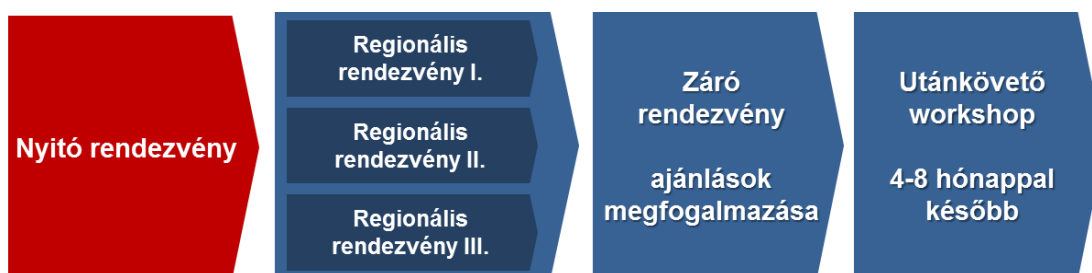 Nyitó rendezvény
Regionális
rendezvény I.
Regionális
rendezvény II.
Regionális
rendezvény III.
Záró
rendezvény
ajánlások
megfogalmazása
Utánkövető
workshop
4-8 hónappal
később